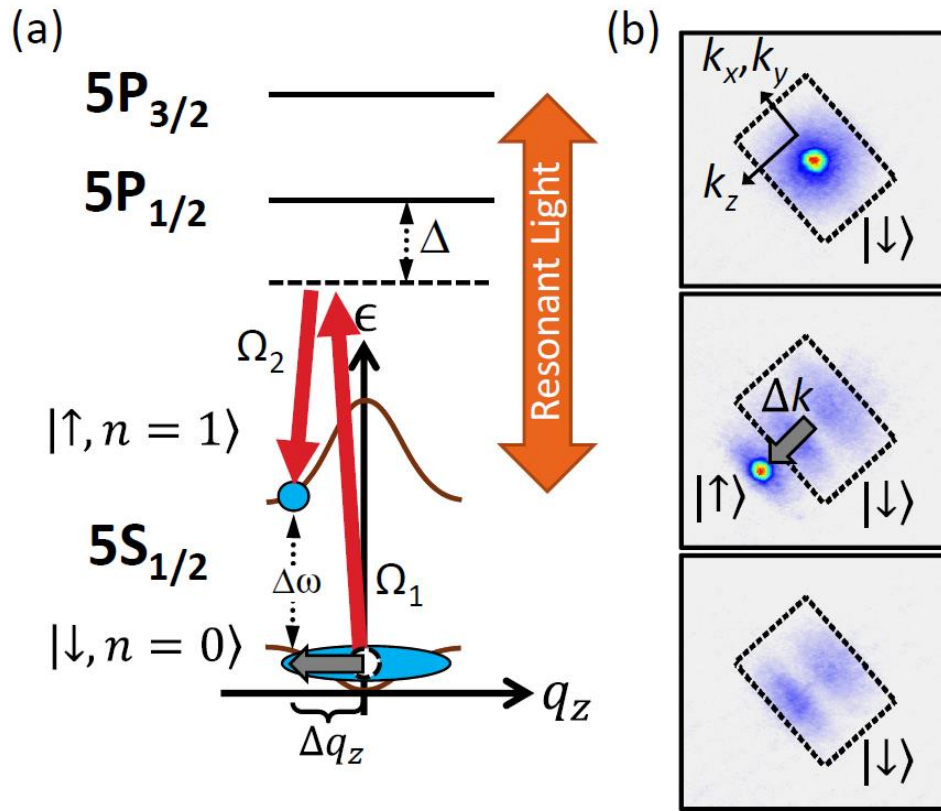 (a)
5P3/2
5P1/2
Δ
Resonant Light
ϵ
Ω2
Ω1
|↑, n = 1⟩
5S1/2
Δω
|↓, n = 0⟩
qz
Δqz
(b)
kx,ky
kz
|↓⟩
Δk
|↑⟩
|↓⟩
|↓⟩